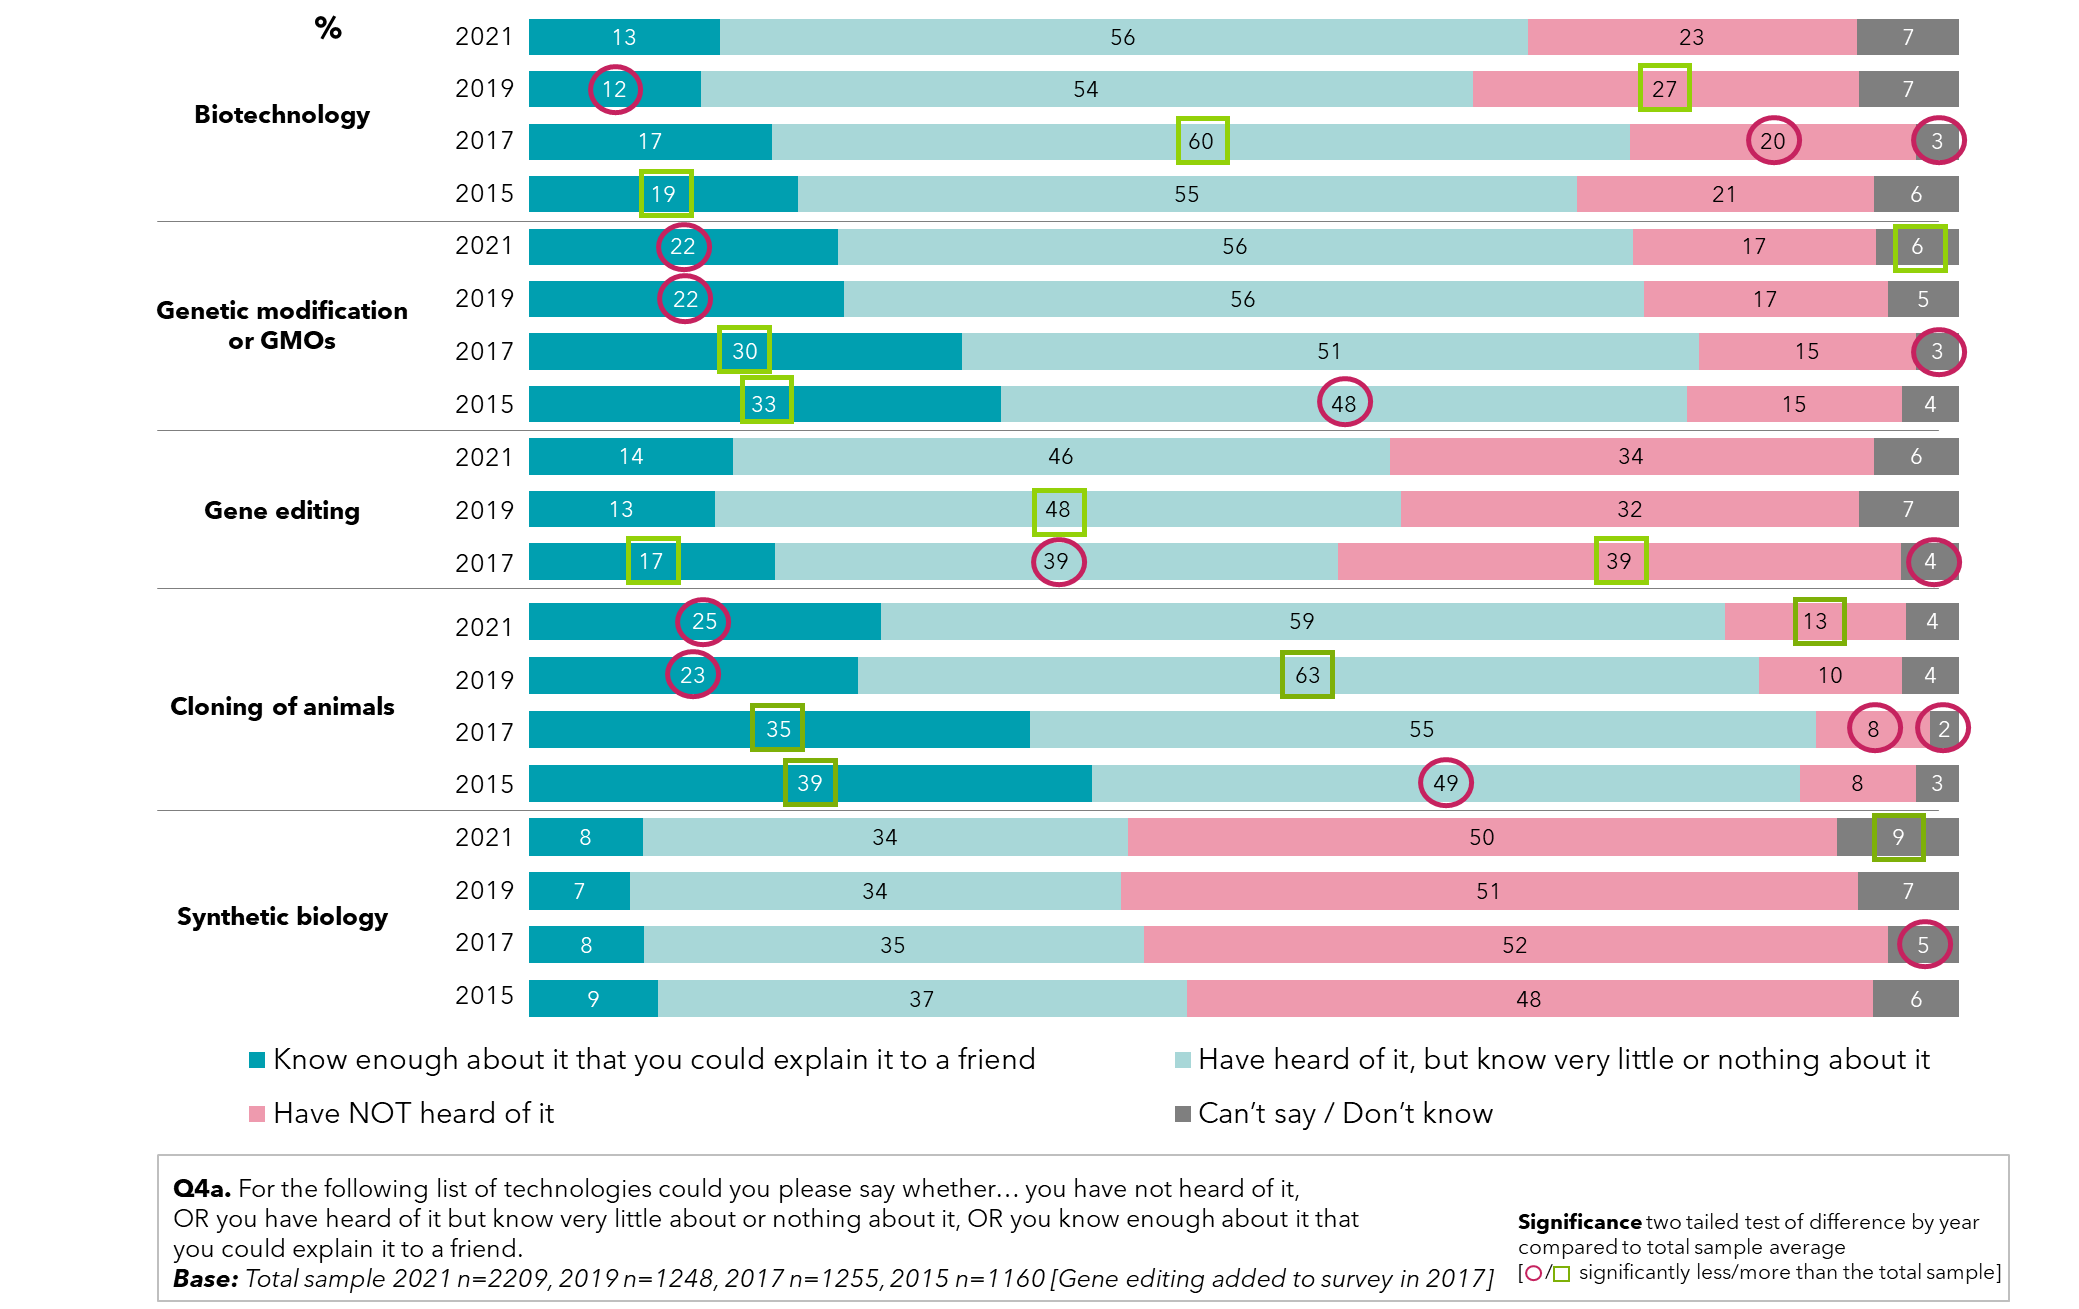 %
2021 13 56 23 7
2019 12 54 27 7
Biotechnology
2017 17 60 20 3
2015 19 55 21 6
2021 22 56 17 6
2019 22 56 17 5
Genetic modification
or GMOs
2017 30 51 15 3
2015 33 48 15 4
2021 14 46 34 6
Gene editing
2019 13 48 32 7
2017 17 39 39 4
2021 25 59 13 4
2019 23 63 10 4
Cloning of animals
2017 35 55 8 2
2015 39 49 8 3
2021 8 34 50 9
2019 7 34 51 7
Synthetic biology
2017 8 35 52 5
2015 9 37 48 6
Know enough about it that you could explain it to a friend
Have heard of it, but know very little or nothing about it
Have NOT heard of it
Can't say / Don't know
Q4a. For the following list of technologies could you please say whether… you have not heard of it,
OR you have heard of it but know very little about or nothing about it, OR you know enough about it that
you could explain it to a friend.
Base: Total sample 2021 n=2209, 2019 n=1248, 2017 n=1255, 2015 n=1160 [Gene editing added to survey in 2017]
Significance two tailed test of difference by year
compared to total sample average
[○/□ significantly less/more than the total sample]